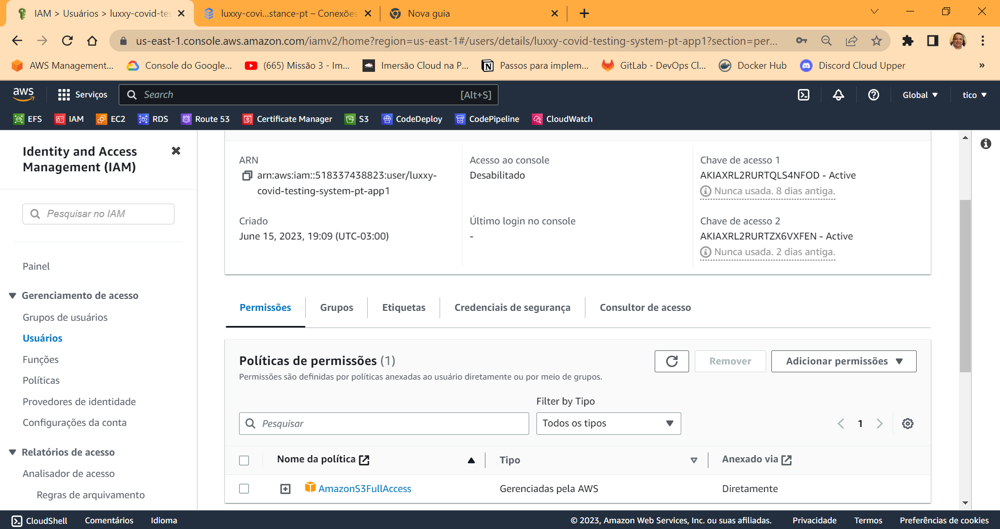 IAM > Usuários > luxxy-covid-tes
luxxy-covi...stance-pt – Conexões
Nova guia
us-east-1.console.aws.amazon.com/iamv2/home?region=us-east-1#/users/details/luxxy-covid-testing-system-pt-app1?section=per...
AWS Management...
Console do Google...
(665) Missão 3 - Im...
Imersão Cloud na P...
Passos para implem...
GitLab - DevOps Cl...
Docker Hub
Discord Cloud Upper
»
aws
Serviços
Search
[Alt+S]
Global
tico
EFS
IAM
EC2
RDS
Route 53
Certificate Manager
S3
CodeDeploy
CodePipeline
CloudWatch
Identity and Access
Management (IAM)
Pesquisar no IAM
Painel
Gerenciamento de acesso
Grupos de usuários
Usuários
Funções
Políticas
Provedores de identidade
Configurações da conta
Relatórios de acesso
Analisador de acesso
Regras de arquivamento
ARN
arn:aws:iam::518337438823:user/luxxy-
covid-testing-system-pt-app1
Criado
June 15, 2023, 19:09 (UTC-03:00)
Acesso ao console
Desabilitado
Último login no console
-
Chave de acesso 1
AKIAXRL2RURTQLS4NFOD - Active
Nunca usada. 8 dias antiga.
Chave de acesso 2
AKIAXRL2RURTZX6VXFEN - Active
Nunca usada. 2 dias antiga.
Permissões
Grupos
Etiquetas
Credenciais de segurança
Consultor de acesso
Políticas de permissões (1)
Permissões são definidas por políticas anexadas ao usuário diretamente ou por meio de grupos.
Remover
Adicionar permissões
Filter by Tipo
Pesquisar
Todos os tipos
1
Nome da política
Tipo
Anexado via
AmazonS3FullAccess
Gerenciadas pela AWS
Diretamente
CloudShell
Comentários
Idioma
© 2023, Amazon Web Services, Inc. ou suas afiliadas.
Privacidade
Termos
Preferências de cookies